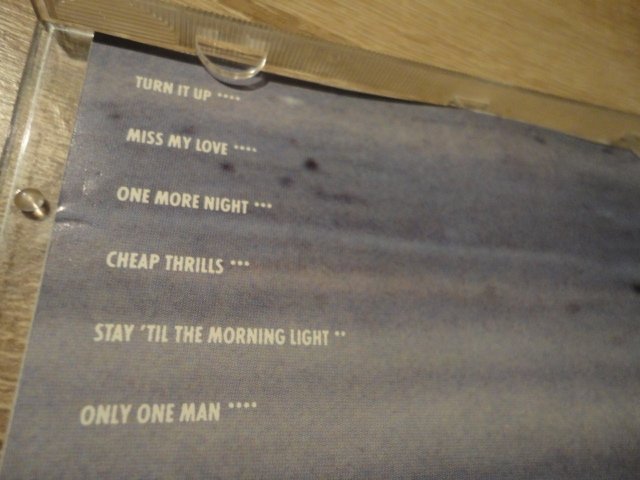 TURN IT UP ****
MISS MY LOVE ****
ONE MORE NIGHT ***
CHEAP THRILLS ***
STAY 'TIL THE MORNING LIGHT **
ONLY ONE MAN ****